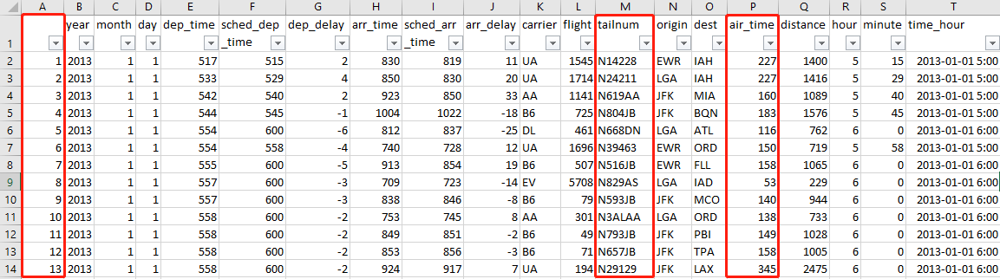 A B C D E F G H I J K L M N O P Q R S T
year month day dep_time sched_dep dep_delay arr_time sched_arr arr_delay carrier flight tailnum origin dest air_time distance hour minute time_hour
1 _time _time
2 1 2013 1 1 517 515 2 830 819 11 UA 1545 N14228 EWR IAH 227 1400 5 15 2013-01-01 5:00
3 2 2013 1 1 533 529 4 850 830 20 UA 1714 N24211 LGA IAH 227 1416 5 29 2013-01-01 5:00
4 3 2013 1 1 542 540 2 923 850 33 AA 1141 N619AA JFK MIA 160 1089 5 40 2013-01-01 5:00
5 4 2013 1 1 544 545 -1 1004 1022 -18 B6 725 N804JB JFK BQN 183 1576 5 45 2013-01-01 5:00
6 5 2013 1 1 554 600 -6 812 837 -25 DL 461 N668DN LGA ATL 116 762 6 0 2013-01-01 6:00
7 6 2013 1 1 554 558 -4 740 728 12 UA 1696 N39463 EWR ORD 150 719 5 58 2013-01-01 5:00
8 7 2013 1 1 555 600 -5 913 854 19 B6 507 N516JB EWR FLL 158 1065 6 0 2013-01-01 6:00
9 8 2013 1 1 557 600 -3 709 723 -14 EV 5708 N829AS LGA IAD 53 229 6 0 2013-01-01 6:00
10 9 2013 1 1 557 600 -3 838 846 -8 B6 79 N593JB JFK MCO 140 944 6 0 2013-01-01 6:00
11 10 2013 1 1 558 600 -2 753 745 8 AA 301 N3ALAA LGA ORD 138 733 6 0 2013-01-01 6:00
12 11 2013 1 1 558 600 -2 849 851 -2 B6 49 N793JB JFK PBI 149 1028 6 0 2013-01-01 6:00
13 12 2013 1 1 558 600 -2 853 856 -3 B6 71 N657JB JFK TPA 158 1005 6 0 2013-01-01 6:00
14 13 2013 1 1 558 600 -2 924 917 7 UA 194 N29129 JFK LAX 345 2475 6 0 2013-01-01 6:00